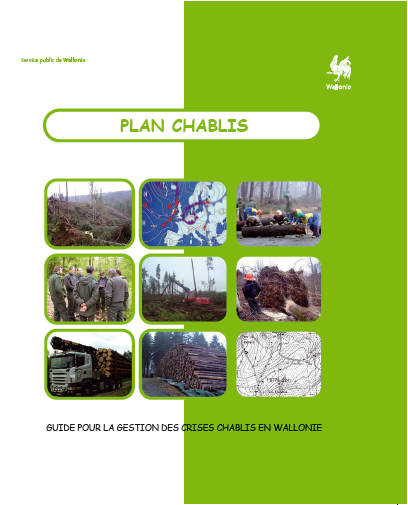 Service public de Wallonie
Wallonie
PLAN CHABLIS
GUIDE POUR LA GESTION DES CRISES CHABLIS EN WALLONIE